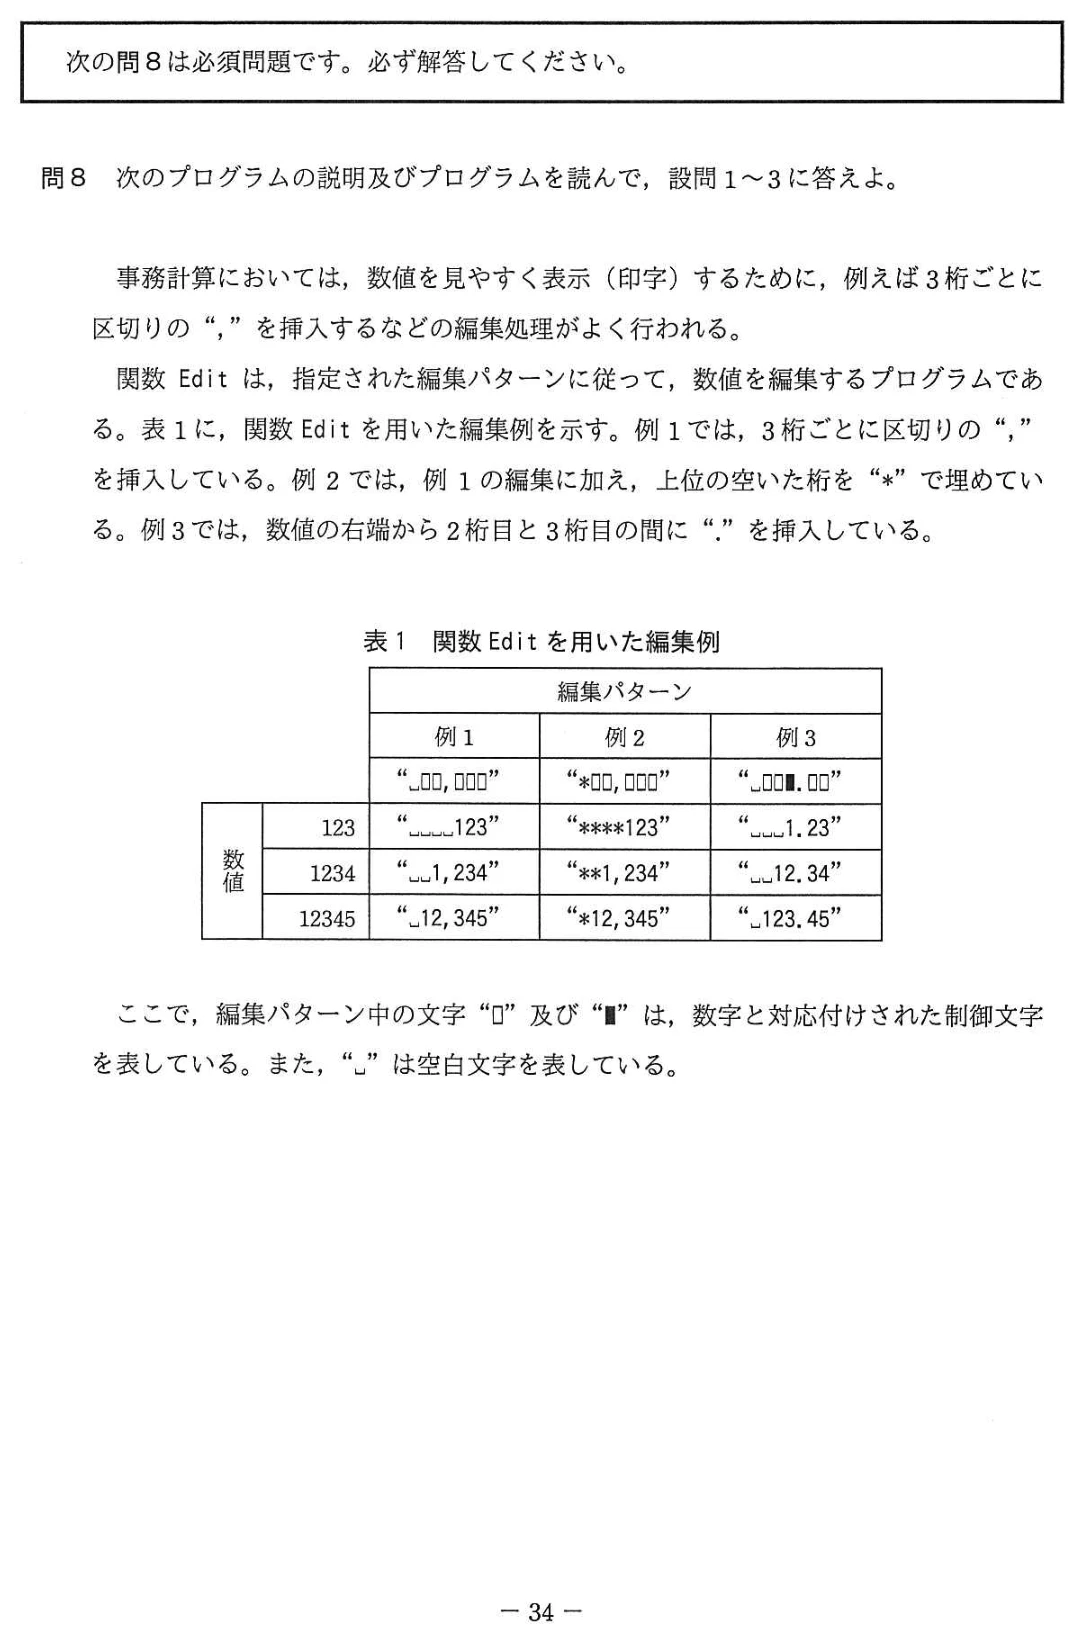 次の問8は必須問題です。必ず解答してください。
問8　次のプログラムの説明及びプログラムを読んで，設問1～3に答えよ。
事務計算においては，数値を見やすく表示（印字）するために，例えば3桁ごとに
区切りの“,”を挿入するなどの編集処理がよく行われる。
関数 Edit は，指定された編集パターンに従って，数値を編集するプログラムであ
る。表1に，関数 Edit を用いた編集例を示す。例1では，3桁ごとに区切りの“,”
を挿入している。例2では，例1の編集に加え，上位の空いた桁を“*”で埋めてい
る。例3では，数値の右端から2桁目と3桁目の間に“.”を挿入している。
表1　関数 Edit を用いた編集例
編集パターン
例1 例2 例3
“␣▯▯,▯▯▯” “*▯▯,▯▯▯” “␣▯▯▮.▯▯”
数値
123 “␣␣␣␣123” “****123” “␣␣␣1.23”
1234 “␣␣1,234” “**1,234” “␣␣12.34”
12345 “␣12,345” “*12,345” “␣123.45”
ここで，編集パターン中の文字“▯”及び“▮”は，数字と対応付けされた制御文字
を表している。また，“␣”は空白文字を表している。
－ 34 －